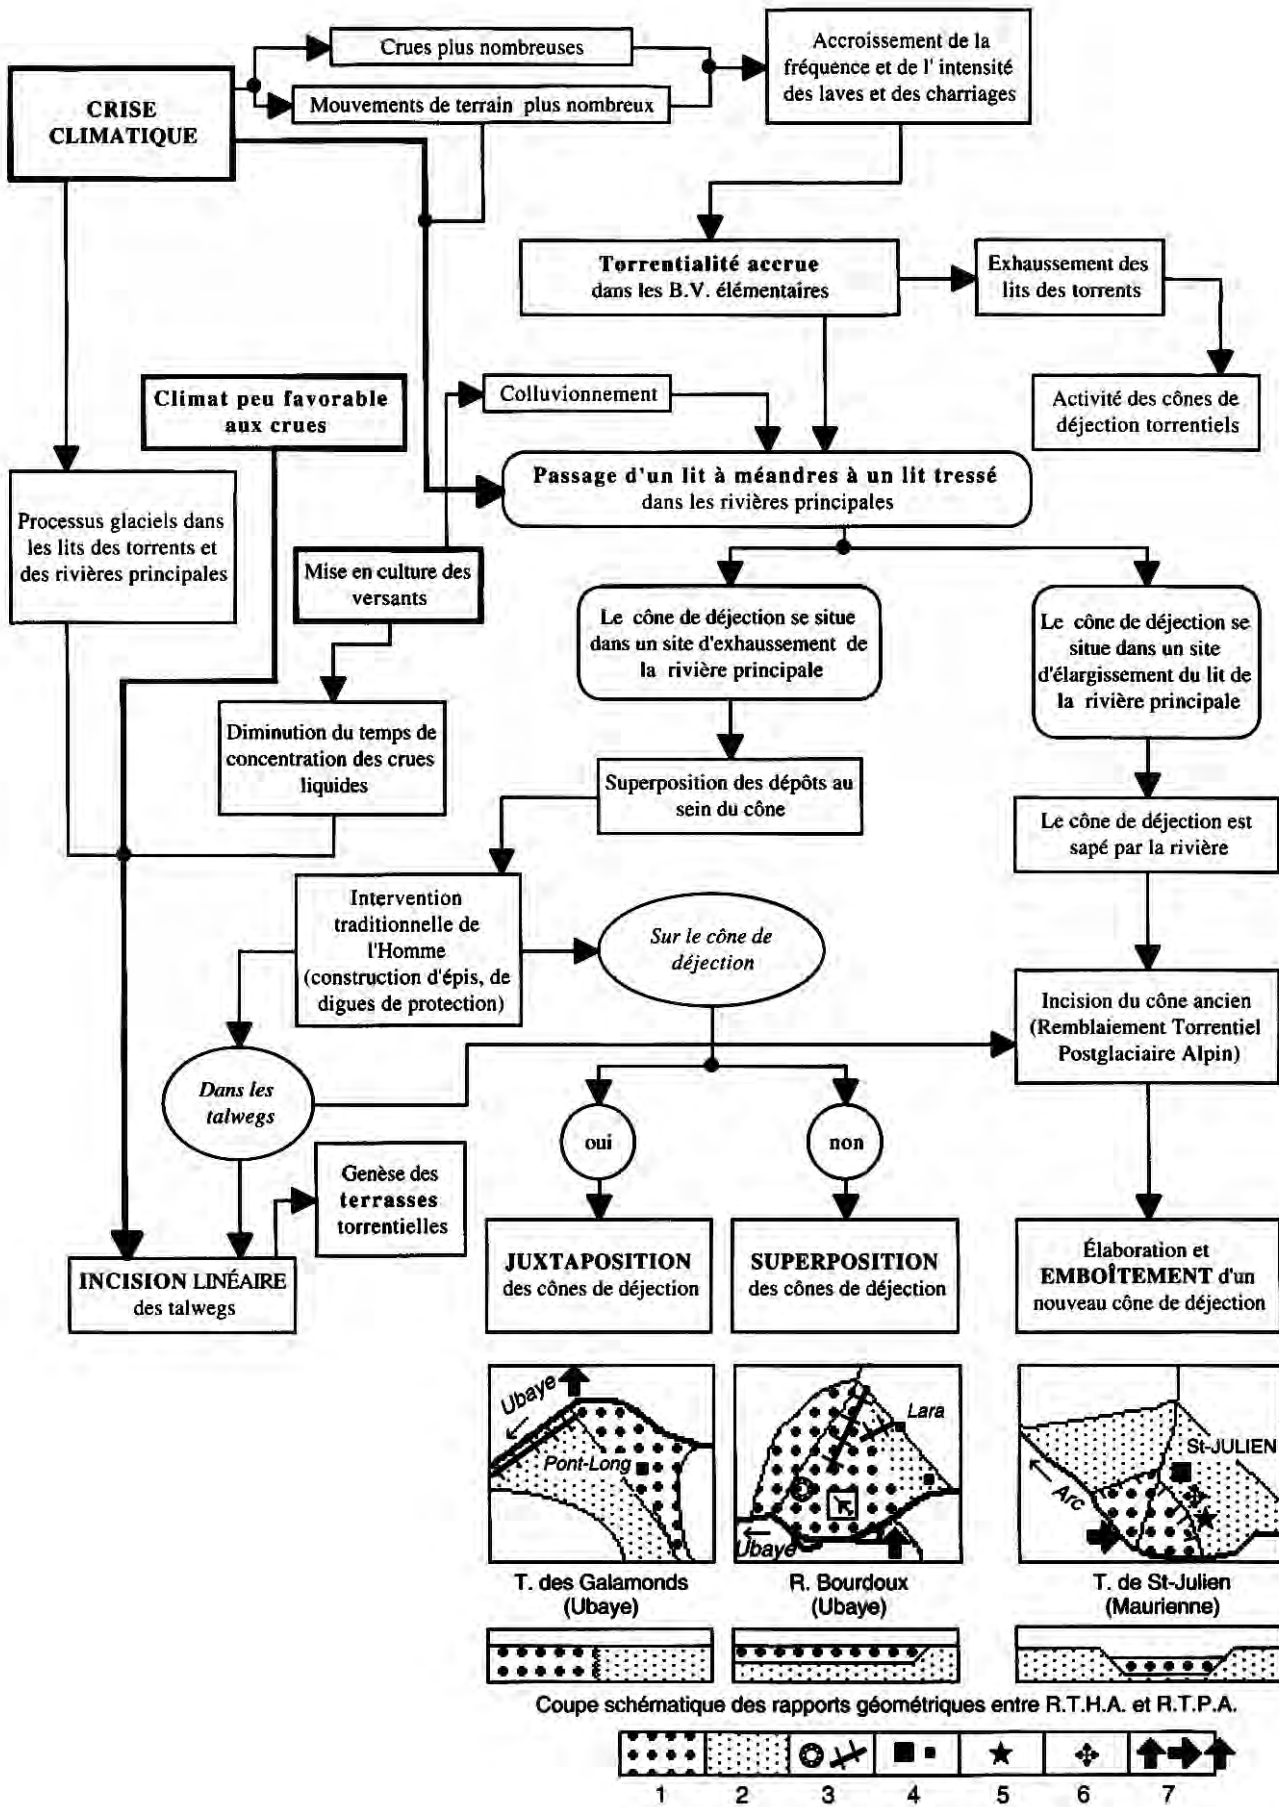 Crues plus nombreuses
Mouvements de terrain plus nombreux
Accroissement de la
fréquence et de l' intensité
des laves et des charriages
CRISE
CLIMATIQUE
Torrentialité accrue
dans les B.V. élémentaires
Exhaussement des
lits des torrents
Climat peu favorable
aux crues
Colluvionnement
Activité des cônes de
déjection torrentiels
Passage d'un lit à méandres à un lit tressé
dans les rivières principales
Processus glaciels dans
les lits des torrents et
des rivières principales
Mise en culture des
versants
Le cône de déjection se situe
dans un site d'exhaussement de
la rivière principale
Le cône de déjection se
situe dans un site
d'élargissement du lit de
la rivière principale
Diminution du temps de
concentration des crues
liquides
Superposition des dépôts au
sein du cône
Le cône de déjection est
sapé par la rivière
Intervention
traditionnelle de
l'Homme
(construction d'épis, de
digues de protection)
Sur le cône de
déjection
Incision du cône ancien
(Remblaiement Torrentiel
Postglaciaire Alpin)
Dans les
talwegs
oui
non
Genèse des
terrasses
torrentielles
INCISION LINÉAIRE
des talwegs
JUXTAPOSITION
des cônes de déjection
SUPERPOSITION
des cônes de déjection
Élaboration et
EMBOÎTEMENT d'un
nouveau cône de déjection
Ubaye
Pont-Long
Lara
Ubaye
St-JULIEN
Arc
T. des Galamonds
(Ubaye)
R. Bourdoux
(Ubaye)
T. de St-Julien
(Maurienne)
Coupe schématique des rapports géométriques entre R.T.H.A. et R.T.P.A.
1 2 3 4 5 6 7